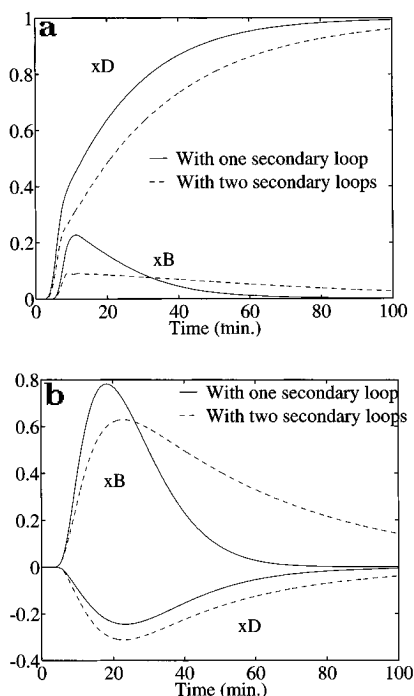 a
1
0.8
0.6
0.4
0.2
0
xD
With one secondary loop
With two secondary loops
xB
0 20 40 60 80 100
Time (min.)
b
0.8
0.6
0.4
0.2
0
-0.2
-0.4
With one secondary loop
With two secondary loops
xB
xD
0 20 40 60 80 100
Time (min.)